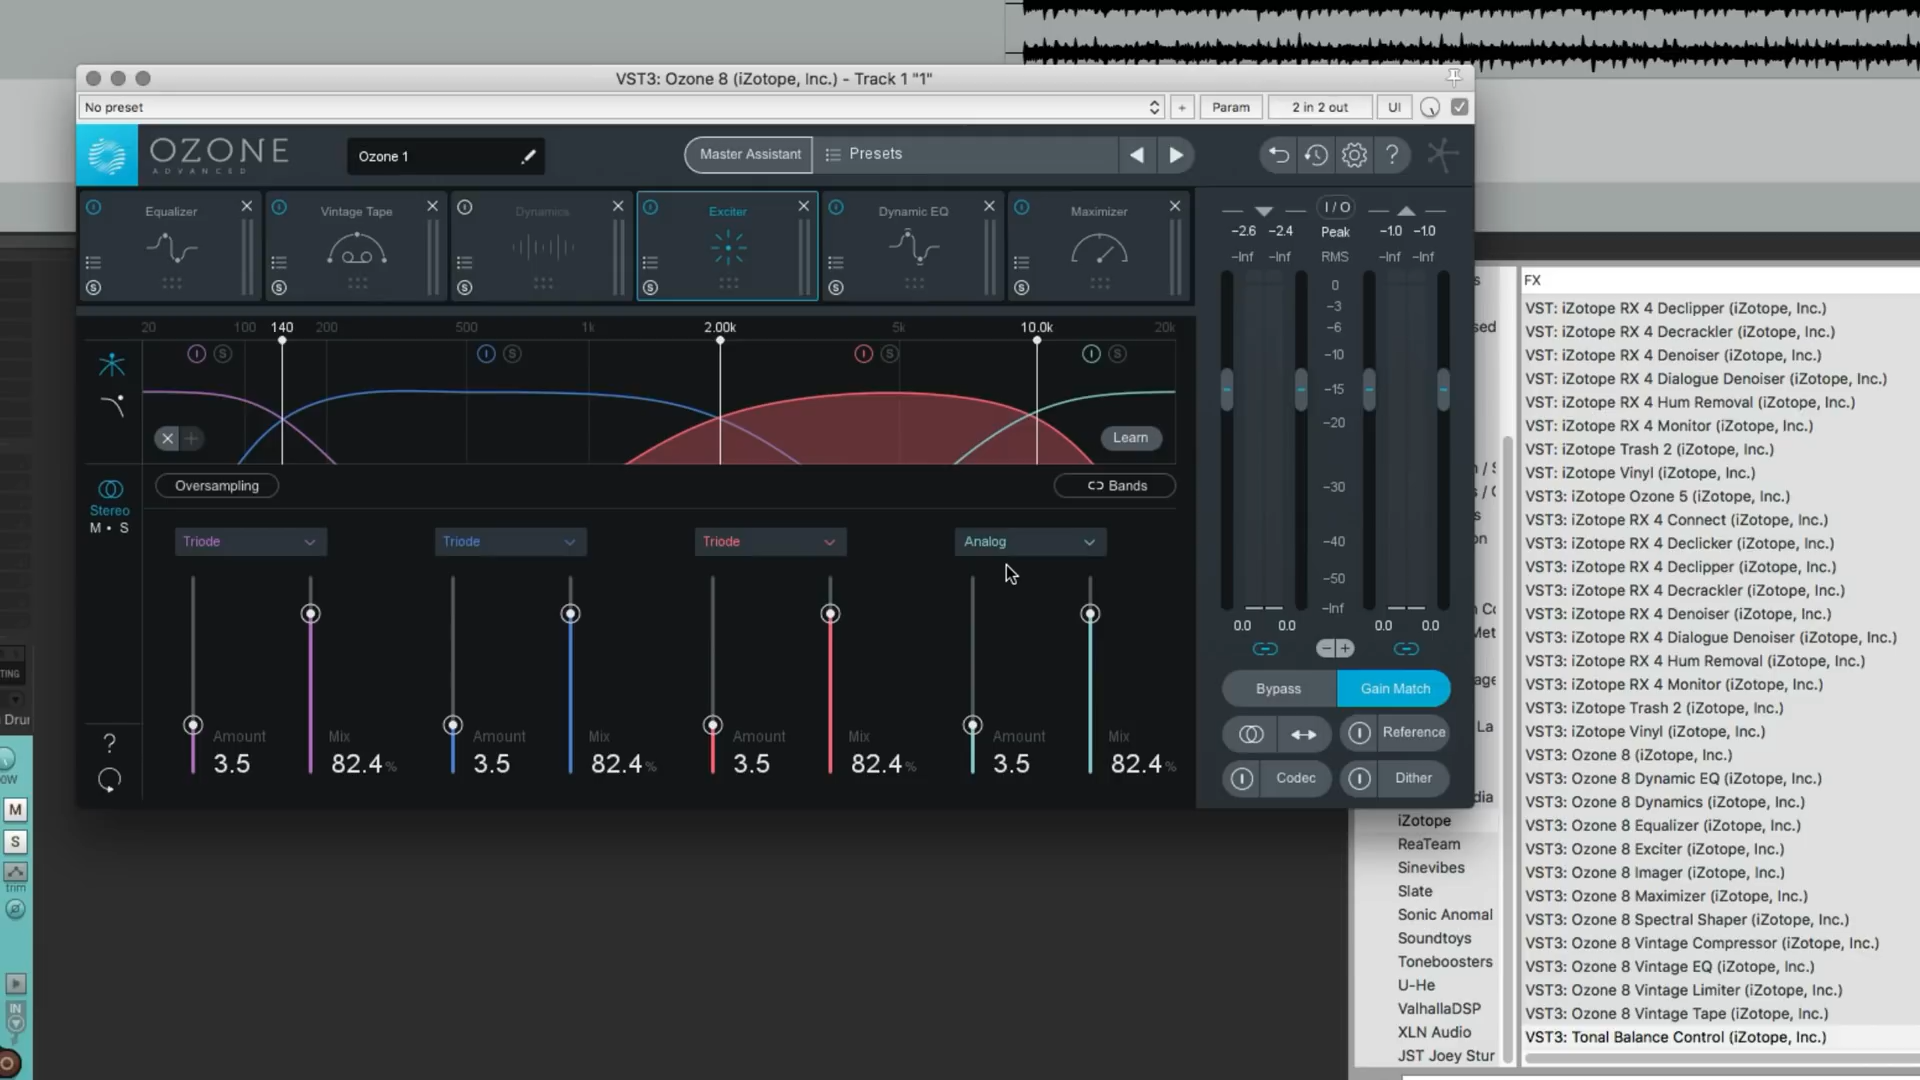 VST3: Ozone 8 (iZotope, Inc.) - Track 1 "1"
No preset
+
Param
2 in 2 out
UI
OZONE
ADVANCED
Ozone 1
Master Assistant
Presets
?
Equalizer
Vintage Tape
Dynamics
Exciter
Dynamic EQ
Maximizer
S S S S S S
I / O
-2.6 -2.4 Peak -1.0 -1.0
-Inf -Inf RMS -Inf -Inf
20 100 140 200 500 1k 2.00k 5k 10.0k 20k
S S S S
Learn
Oversampling
Bands
Stereo
M • S
Triode
Triode
Triode
Analog
Amount
3.5
Mix
82.4%
Amount
3.5
Mix
82.4%
Amount
3.5
Mix
82.4%
Amount
3.5
Mix
82.4%
?
0
-3
-6
-10
-15
-20
-30
-40
-50
-Inf
0.0 0.0 0.0 0.0
Bypass
Gain Match
Reference
Codec
Dither
TING
Dru
M
S
trim
IN
iZotope
ReaTeam
Sinevibes
Slate
Sonic Anomal
Soundtoys
Toneboosters
U-He
ValhallaDSP
XLN Audio
JST Joey Stur
FX
VST: iZotope RX 4 Declipper (iZotope, Inc.)
VST: iZotope RX 4 Decrackler (iZotope, Inc.)
VST: iZotope RX 4 Denoiser (iZotope, Inc.)
VST: iZotope RX 4 Dialogue Denoiser (iZotope, Inc.)
VST: iZotope RX 4 Hum Removal (iZotope, Inc.)
VST: iZotope RX 4 Monitor (iZotope, Inc.)
VST: iZotope Trash 2 (iZotope, Inc.)
VST: iZotope Vinyl (iZotope, Inc.)
VST3: iZotope Ozone 5 (iZotope, Inc.)
VST3: iZotope RX 4 Connect (iZotope, Inc.)
VST3: iZotope RX 4 Declicker (iZotope, Inc.)
VST3: iZotope RX 4 Declipper (iZotope, Inc.)
VST3: iZotope RX 4 Decrackler (iZotope, Inc.)
VST3: iZotope RX 4 Denoiser (iZotope, Inc.)
VST3: iZotope RX 4 Dialogue Denoiser (iZotope, Inc.)
VST3: iZotope RX 4 Hum Removal (iZotope, Inc.)
VST3: iZotope RX 4 Monitor (iZotope, Inc.)
VST3: iZotope Trash 2 (iZotope, Inc.)
VST3: iZotope Vinyl (iZotope, Inc.)
VST3: Ozone 8 (iZotope, Inc.)
VST3: Ozone 8 Dynamic EQ (iZotope, Inc.)
VST3: Ozone 8 Dynamics (iZotope, Inc.)
VST3: Ozone 8 Equalizer (iZotope, Inc.)
VST3: Ozone 8 Exciter (iZotope, Inc.)
VST3: Ozone 8 Imager (iZotope, Inc.)
VST3: Ozone 8 Maximizer (iZotope, Inc.)
VST3: Ozone 8 Spectral Shaper (iZotope, Inc.)
VST3: Ozone 8 Vintage Compressor (iZotope, Inc.)
VST3: Ozone 8 Vintage EQ (iZotope, Inc.)
VST3: Ozone 8 Vintage Limiter (iZotope, Inc.)
VST3: Ozone 8 Vintage Tape (iZotope, Inc.)
VST3: Tonal Balance Control (iZotope, Inc.)